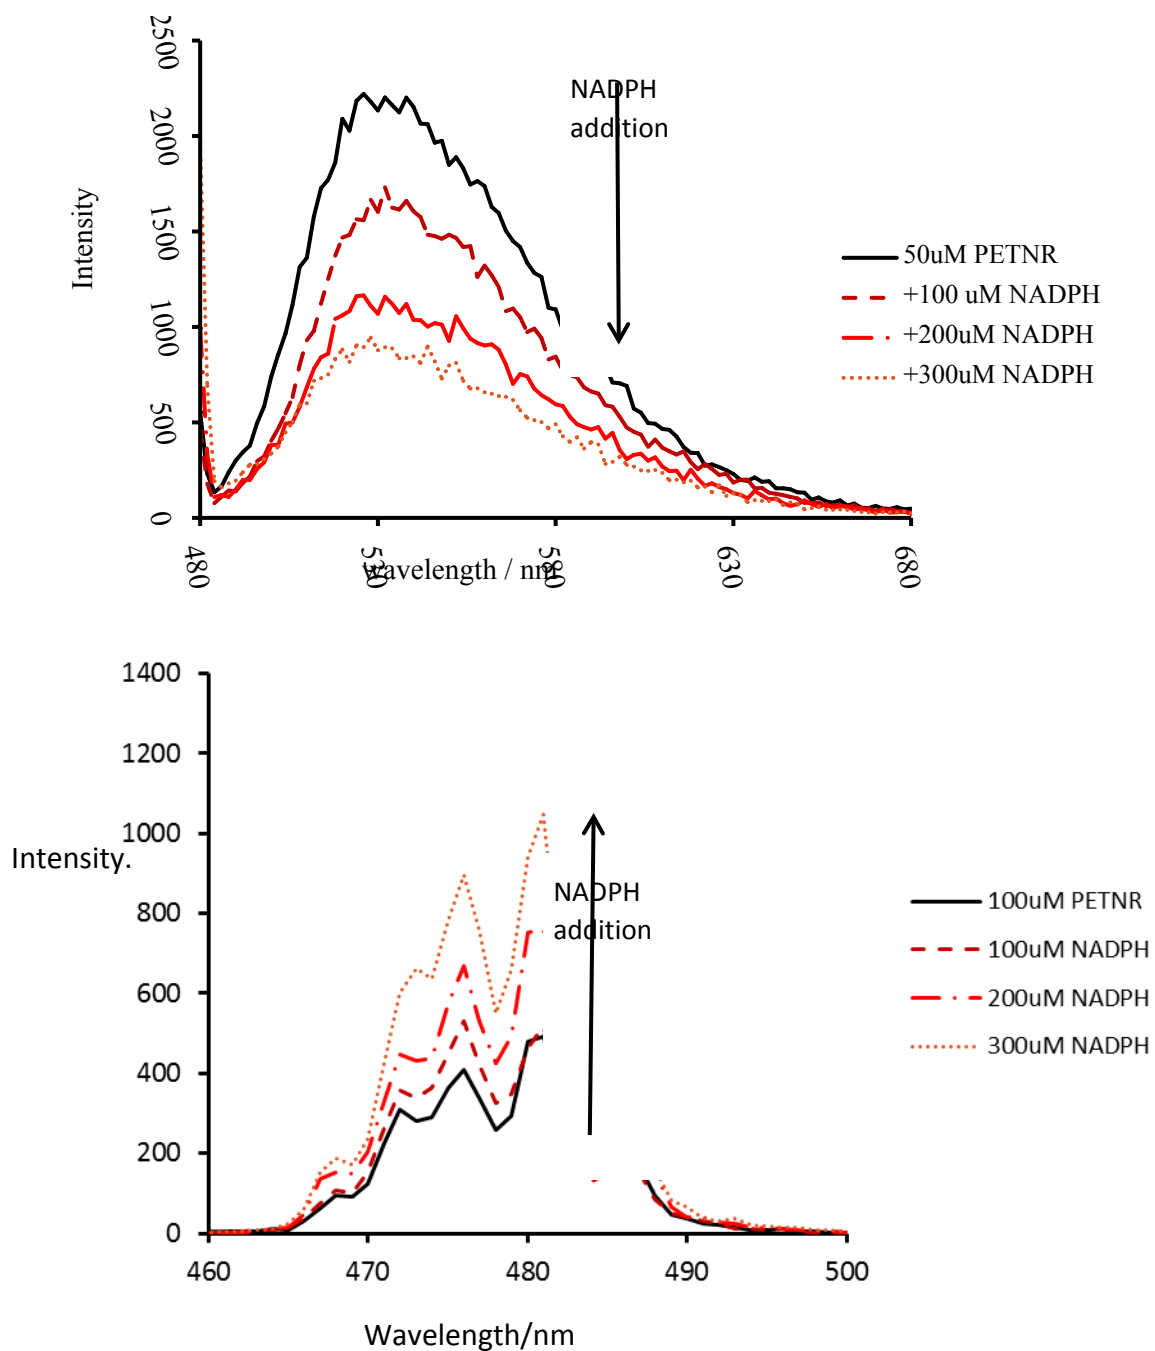 2500
2000
1500
1000
500
0
Intensity
NADPH
addition
50uM PETNR
+100 uM NADPH
+200uM NADPH
+300uM NADPH
480
530
580
630
680
wavelength / nm
1400
1200
1000
800
600
400
200
0
Intensity.
NADPH
addition
100uM PETNR
100uM NADPH
200uM NADPH
300uM NADPH
460 470 480 490 500
Wavelength/nm